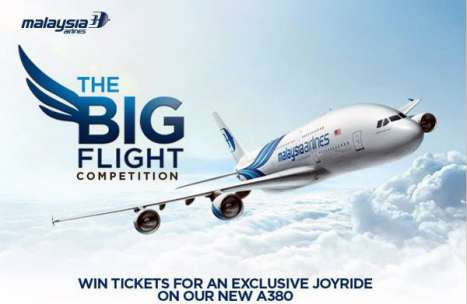 malaysia
airlines
THE
BIG
FLIGHT
COMPETITION
malaysia airlines
WIN TICKETS FOR AN EXCLUSIVE JOYRIDE
ON OUR NEW A380